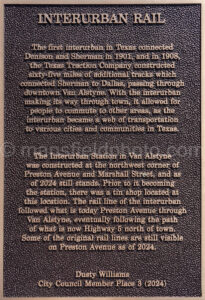 INTERURBAN RAIL
The first interurban in Texas connected
Denison and Sherman in 1901, and in 1908,
the Texas Traction Company constructed
sixty-five miles of additional tracks which
connected Sherman to Dallas, passing through
downtown Van Alstyne. With the interurban
making its way through town, it allowed for
people to commute to other areas, as the
interurban became a web of transportation
to various cities and communities in Texas.
© mansfieldphoto.com
The Interurban Station in Van Alstyne
was constructed at the northwest corner of
Preston Avenue and Marshall Street, and as
of 2024 still stands. Prior to it becoming
the station, there was a tin shop located at
this location. The rail line of the interurban
followed what is today Preston Avenue through
Van Alstyne, eventually following the path
of what is now Highway 5 north of town.
Some of the original rail lines are still visible
on Preston Avenue as of 2024.
Dusty Williams
City Council Member Place 3 (2024)